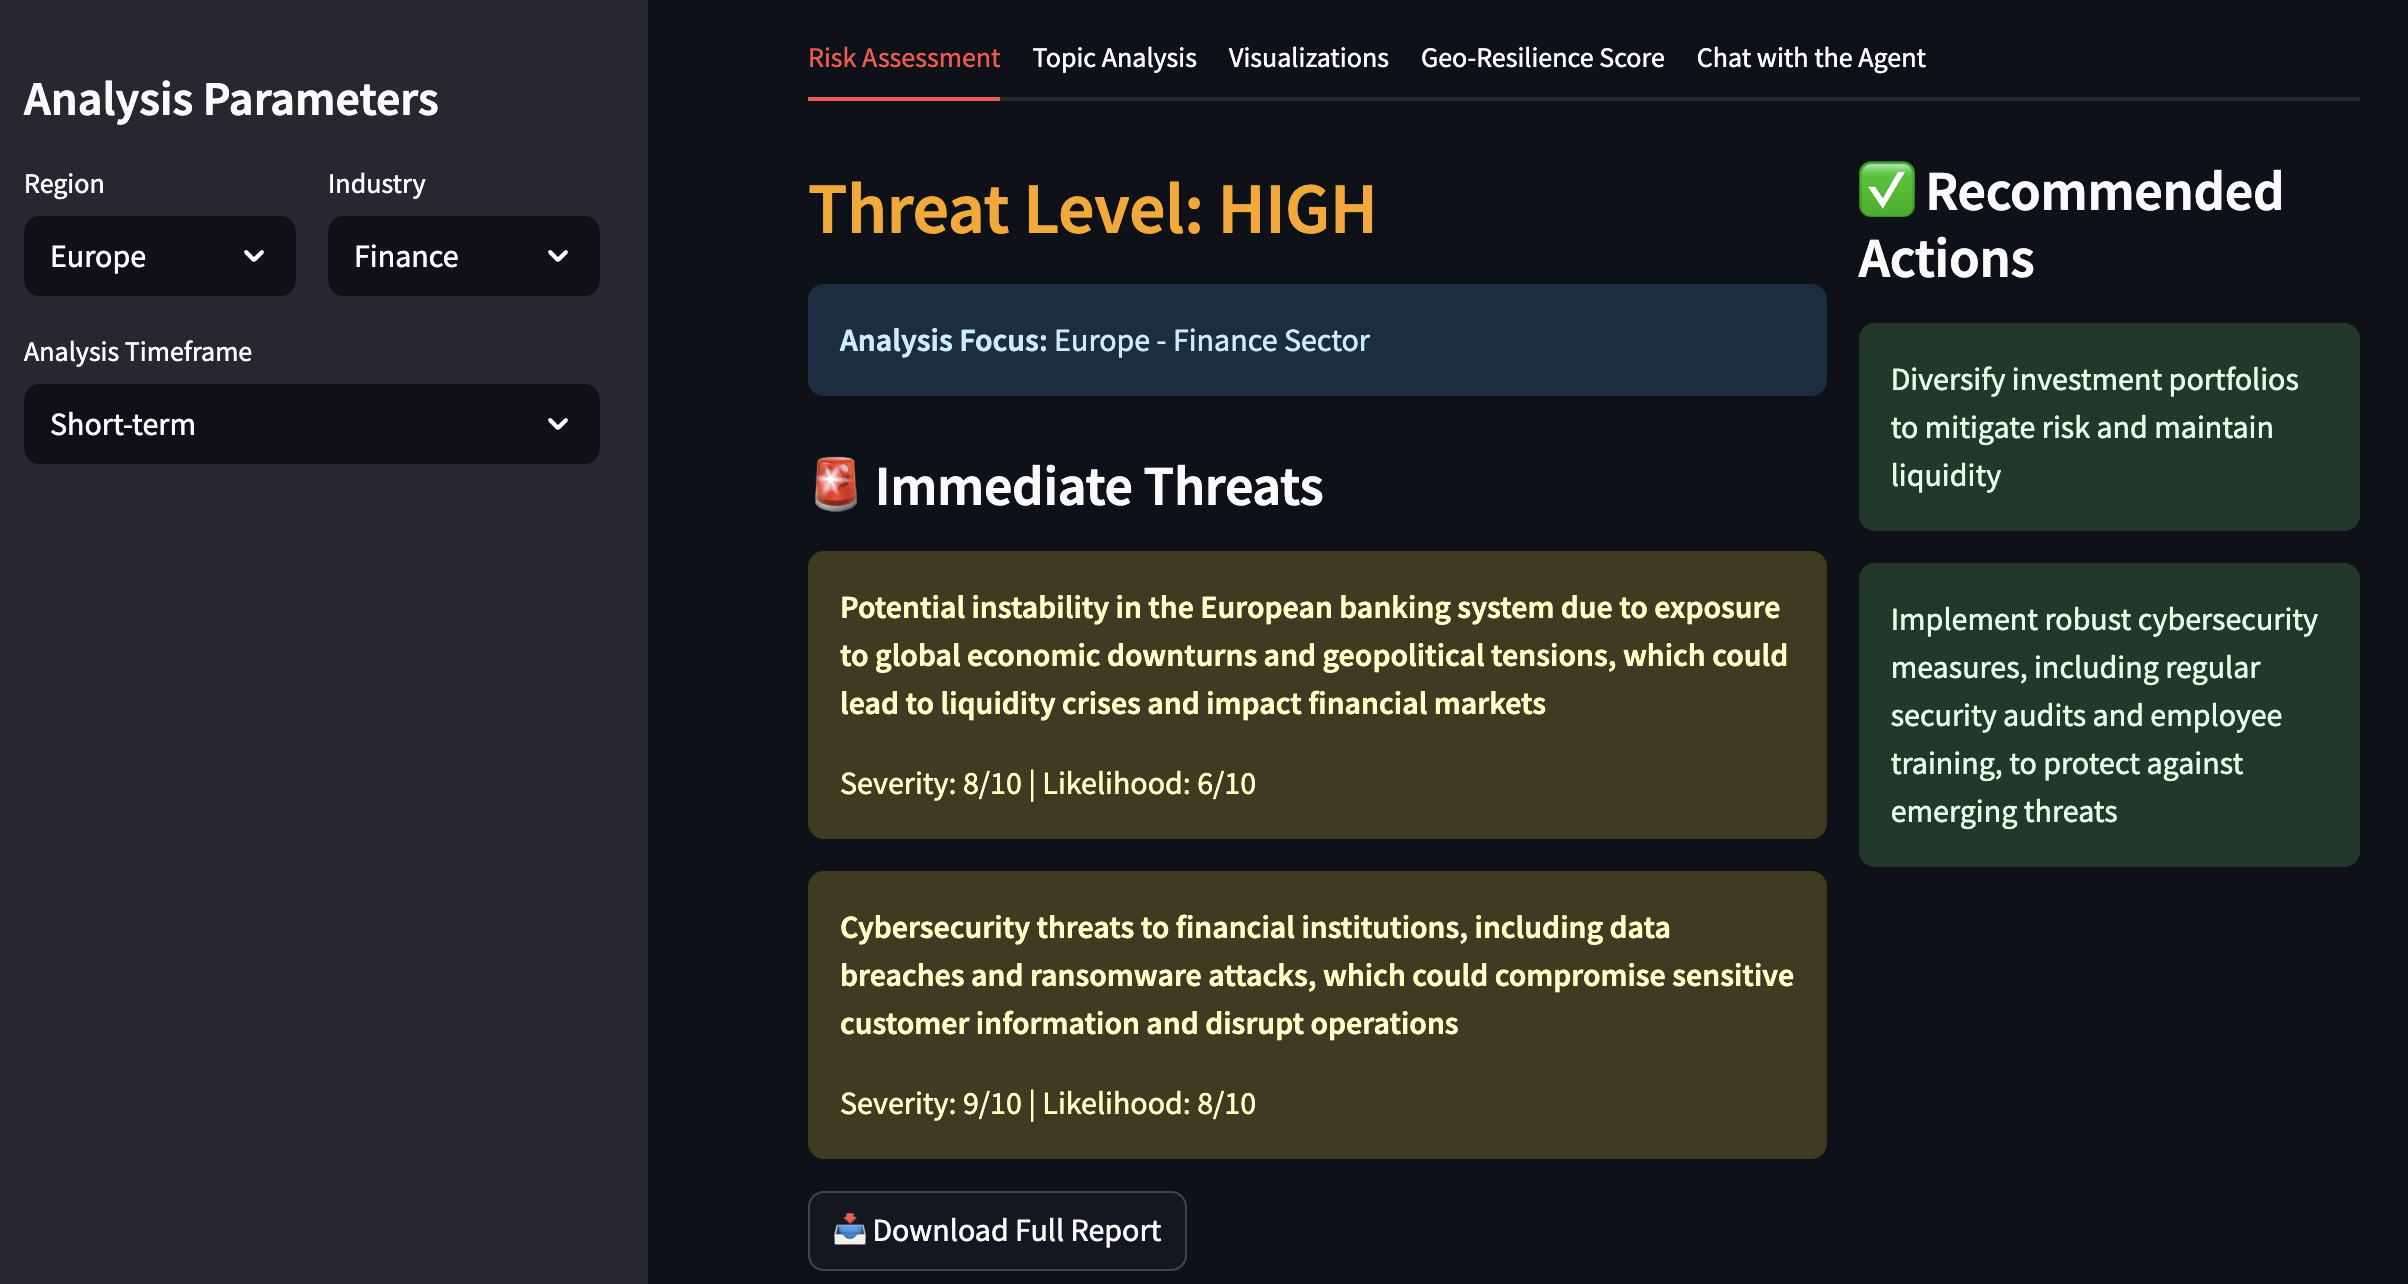 Analysis Parameters
Region
Industry
Europe
Finance
Analysis Timeframe
Short-term
Risk Assessment
Topic Analysis
Visualizations
Geo-Resilience Score
Chat with the Agent
Threat Level: HIGH
Analysis Focus: Europe - Finance Sector
Immediate Threats
Potential instability in the European banking system due to exposure
to global economic downturns and geopolitical tensions, which could
lead to liquidity crises and impact financial markets
Severity: 8/10 | Likelihood: 6/10
Cybersecurity threats to financial institutions, including data
breaches and ransomware attacks, which could compromise sensitive
customer information and disrupt operations
Severity: 9/10 | Likelihood: 8/10
Download Full Report
Recommended
Actions
Diversify investment portfolios
to mitigate risk and maintain
liquidity
Implement robust cybersecurity
measures, including regular
security audits and employee
training, to protect against
emerging threats